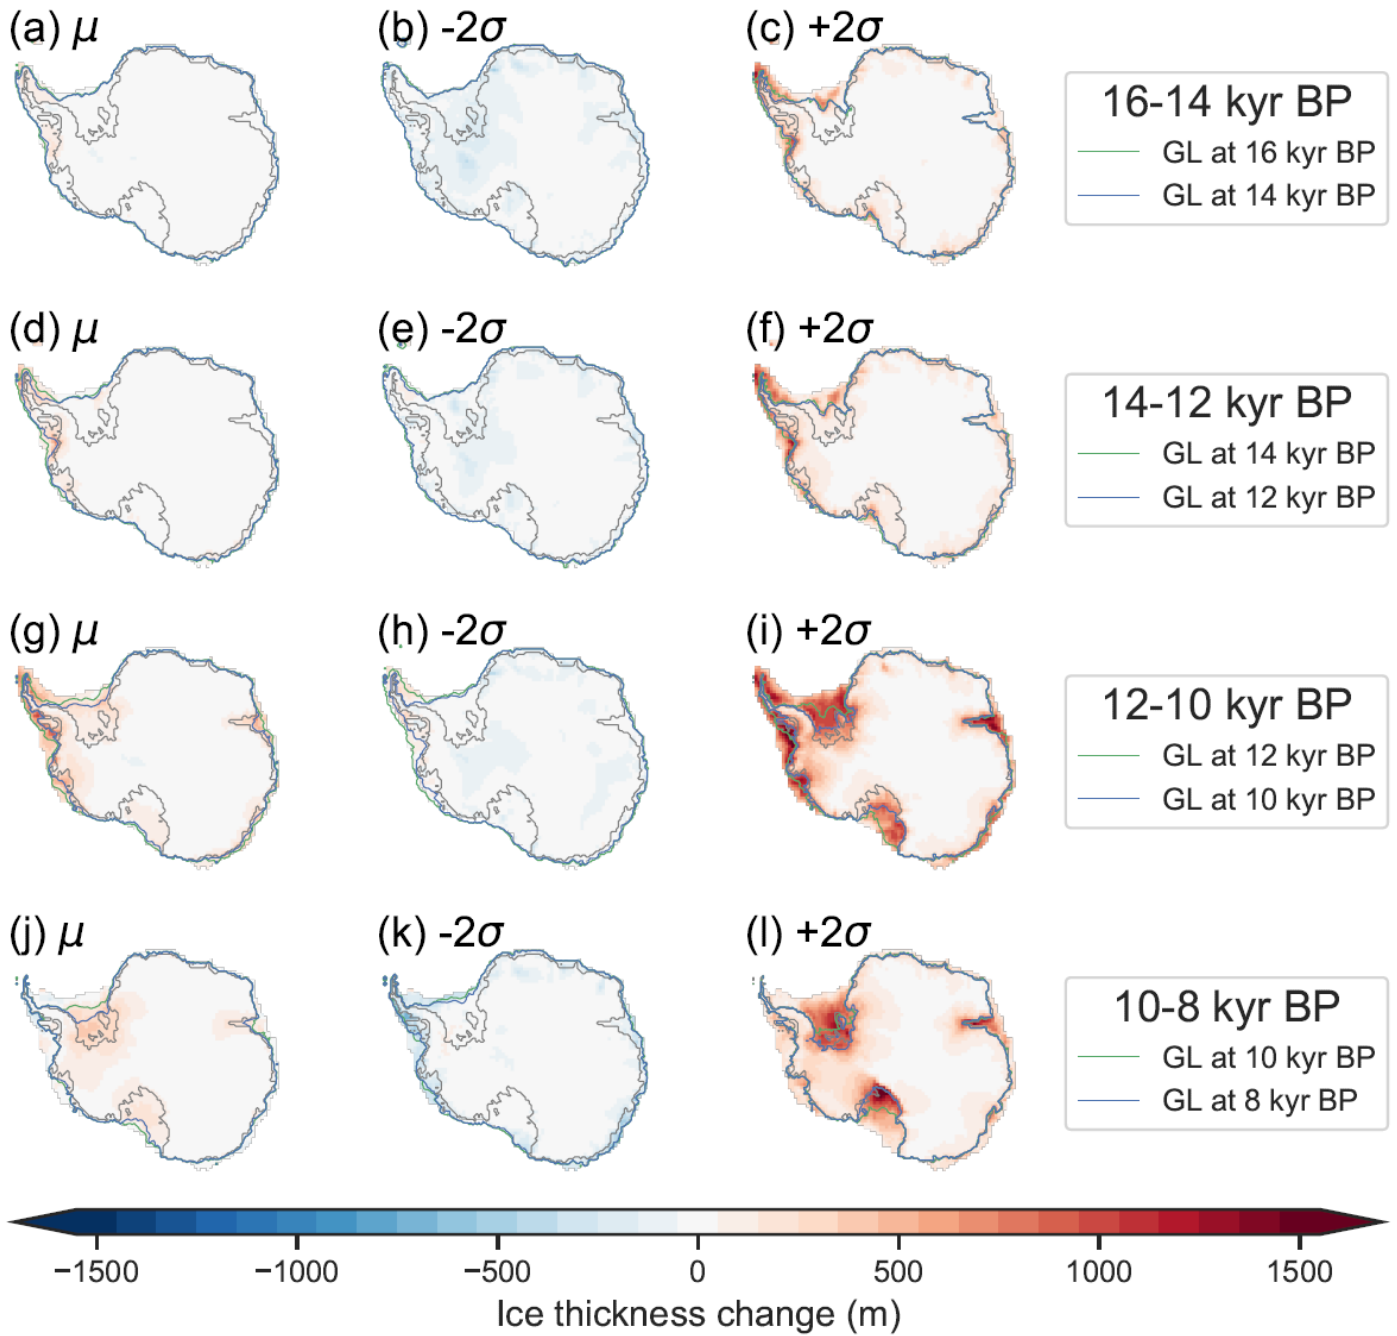 (a) μ
(b) -2σ
(c) +2σ
16-14 kyr BP
GL at 16 kyr BP
GL at 14 kyr BP
(d) μ
(e) -2σ
(f) +2σ
14-12 kyr BP
GL at 14 kyr BP
GL at 12 kyr BP
(g) μ
(h) -2σ
(i) +2σ
12-10 kyr BP
GL at 12 kyr BP
GL at 10 kyr BP
(j) μ
(k) -2σ
(l) +2σ
10-8 kyr BP
GL at 10 kyr BP
GL at 8 kyr BP
−1500 −1000 −500 0 500 1000 1500
Ice thickness change (m)